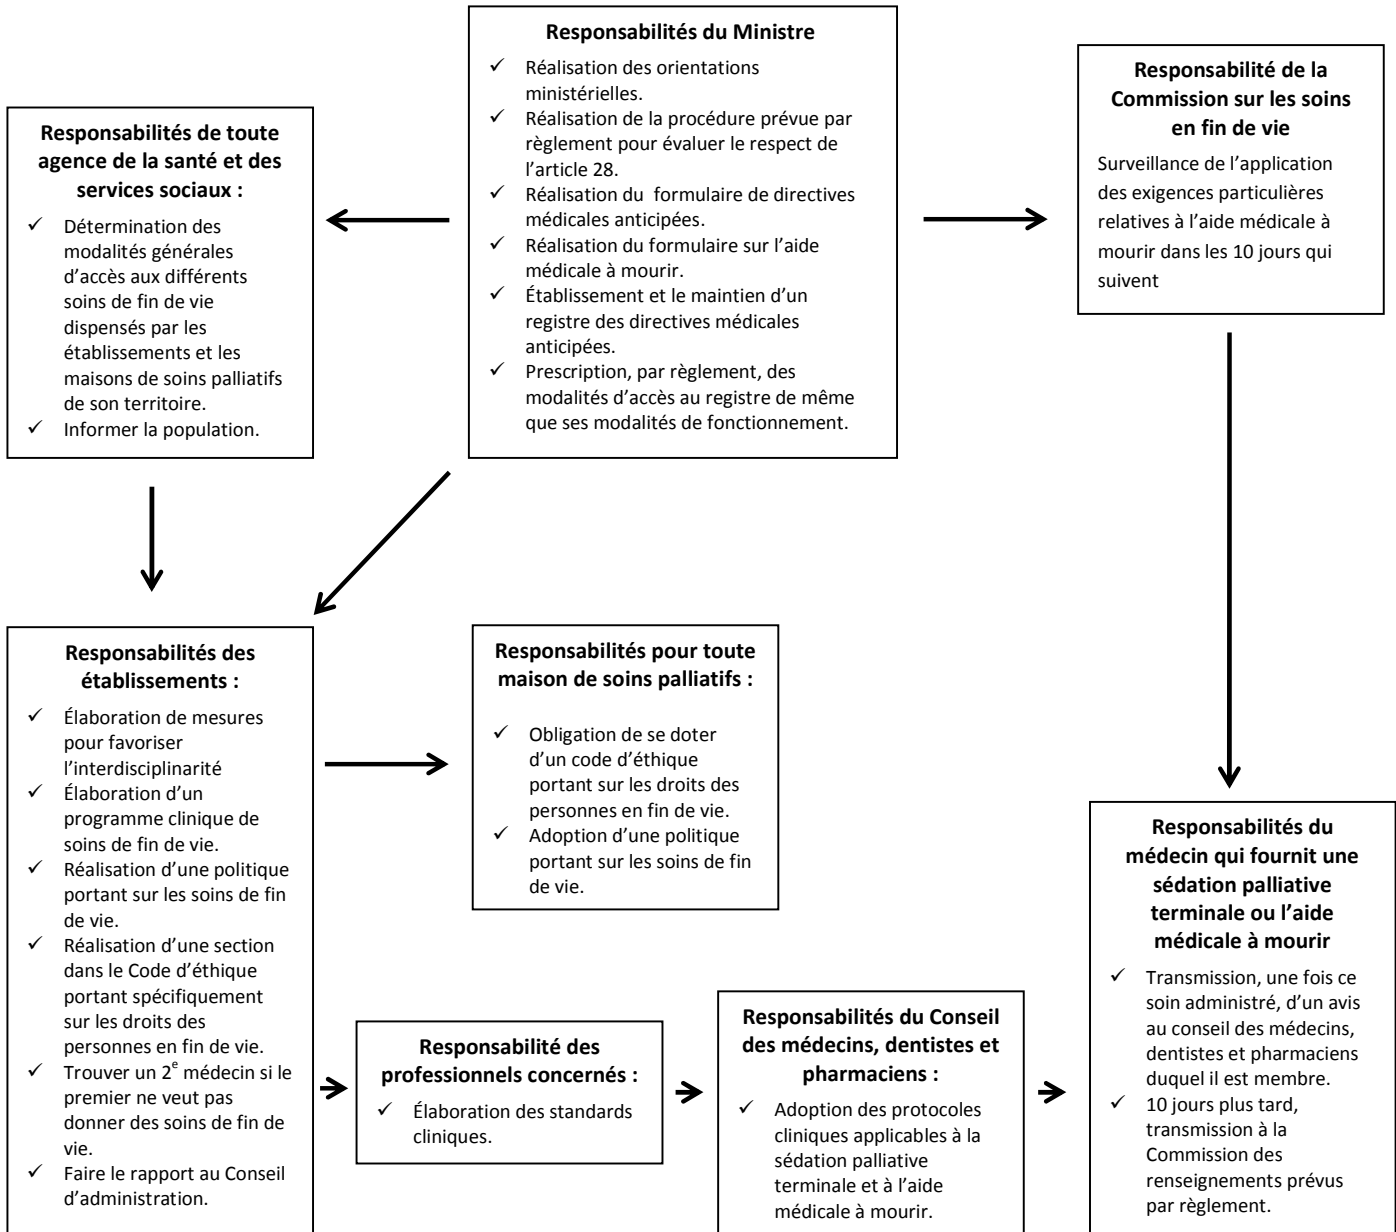 Responsabilités du Ministre
✓ Réalisation des orientations
ministérielles.
✓ Réalisation de la procédure prévue par
règlement pour évaluer le respect de
l'article 28.
✓ Réalisation du formulaire de directives
médicales anticipées.
✓ Réalisation du formulaire sur l'aide
médicale à mourir.
✓ Établissement et le maintien d'un
registre des directives médicales
anticipées.
✓ Prescription, par règlement, des
modalités d'accès au registre de même
que ses modalités de fonctionnement.
Responsabilité de la
Commission sur les soins
en fin de vie
Surveillance de l'application
des exigences particulières
relatives à l'aide médicale à
mourir dans les 10 jours qui
suivent
Responsabilités de toute
agence de la santé et des
services sociaux :
✓ Détermination des
modalités générales
d'accès aux différents
soins de fin de vie
dispensés par les
établissements et les
maisons de soins palliatifs
de son territoire.
✓ Informer la population.
Responsabilités des
établissements :
✓ Élaboration de mesures
pour favoriser
l'interdisciplinarité
✓ Élaboration d'un
programme clinique de
soins de fin de vie.
✓ Réalisation d'une politique
portant sur les soins de fin
de vie.
✓ Réalisation d'une section
dans le Code d'éthique
portant spécifiquement
sur les droits des
personnes en fin de vie.
✓ Trouver un 2e médecin si le
premier ne veut pas
donner des soins de fin de
vie.
✓ Faire le rapport au Conseil
d'administration.
Responsabilités pour toute
maison de soins palliatifs :
✓ Obligation de se doter
d'un code d'éthique
portant sur les droits des
personnes en fin de vie.
✓ Adoption d'une politique
portant sur les soins de fin
de vie.
Responsabilité des
professionnels concernés :
✓ Élaboration des standards
cliniques.
Responsabilités du Conseil
des médecins, dentistes et
pharmaciens :
✓ Adoption des protocoles
cliniques applicables à la
sédation palliative
terminale et à l'aide
médicale à mourir.
Responsabilités du
médecin qui fournit une
sédation palliative
terminale ou l'aide
médicale à mourir
✓ Transmission, une fois ce
soin administré, d'un avis
au conseil des médecins,
dentistes et pharmaciens
duquel il est membre.
✓ 10 jours plus tard,
transmission à la
Commission des
renseignements prévus
par règlement.